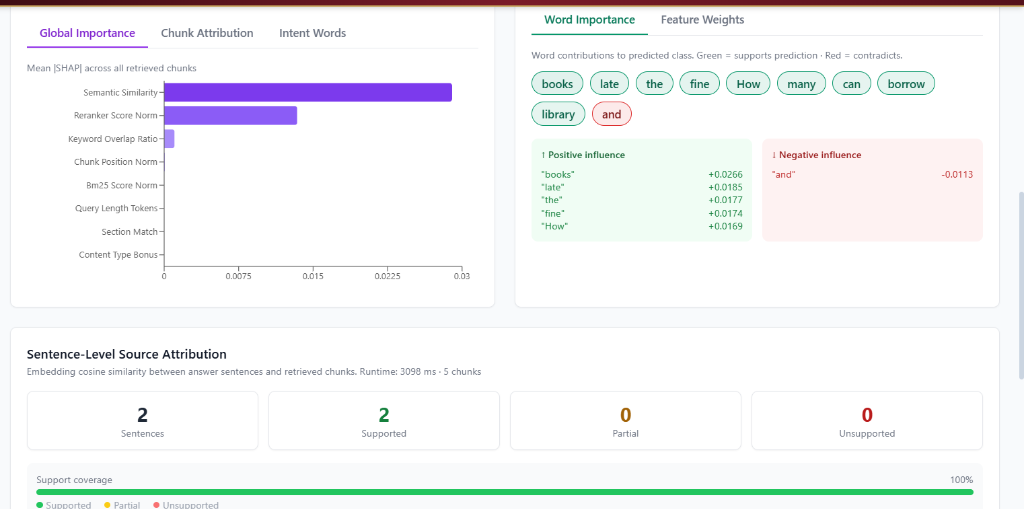 Global Importance Chunk Attribution Intent Words
Mean |SHAP| across all retrieved chunks
Semantic Similarity
Reranker Score Norm
Keyword Overlap Ratio
Chunk Position Norm
Bm25 Score Norm
Query Length Tokens
Section Match
Content Type Bonus
0 0.0075 0.015 0.0225 0.03
Word Importance Feature Weights
Word contributions to predicted class. Green = supports prediction · Red = contradicts.
books late the fine How many can borrow
library and
↑ Positive influence
"books" +0.0266
"late" +0.0185
"the" +0.0177
"fine" +0.0174
"How" +0.0169
↓ Negative influence
"and" -0.0113
Sentence-Level Source Attribution
Embedding cosine similarity between answer sentences and retrieved chunks. Runtime: 3098 ms · 5 chunks
2
Sentences
2
Supported
0
Partial
0
Unsupported
Support coverage 100%
Supported Partial Unsupported